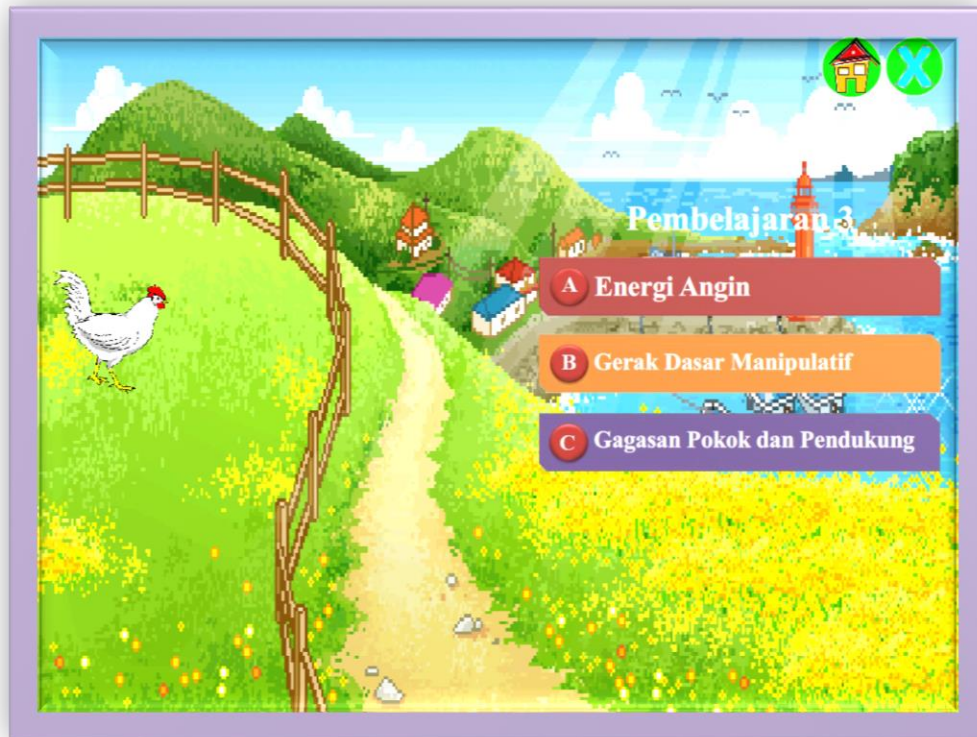 X
Pembelajaran 3
A Energi Angin
B Gerak Dasar Manipulatif
C Gagasan Pokok dan Pendukung